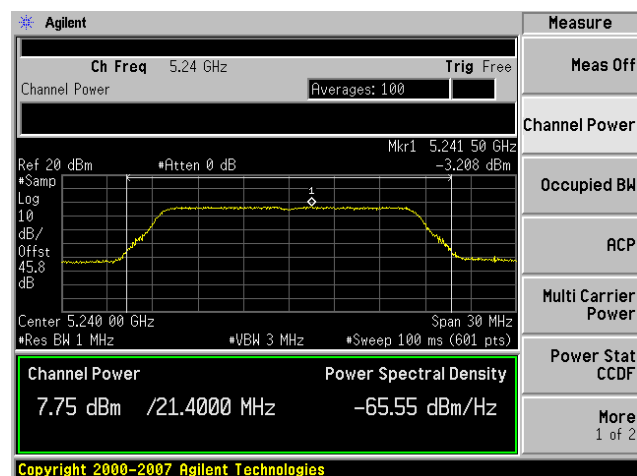 Agilent
Measure
Ch Freq 5.24 GHz Trig Free
Channel Power Averages: 100
Mkr1 5.241 50 GHz
Ref 20 dBm #Atten 0 dB -3.208 dBm
#Samp
Log
10
dB/
Offst
45.8
dB
1
Center 5.240 00 GHz Span 30 MHz
#Res BW 1 MHz #VBW 3 MHz #Sweep 100 ms (601 pts)
Channel Power Power Spectral Density
7.75 dBm /21.4000 MHz -65.55 dBm/Hz
Copyright 2000-2007 Agilent Technologies
Meas Off
Channel Power
Occupied BW
ACP
Multi Carrier
Power
Power Stat
CCDF
More
1 of 2